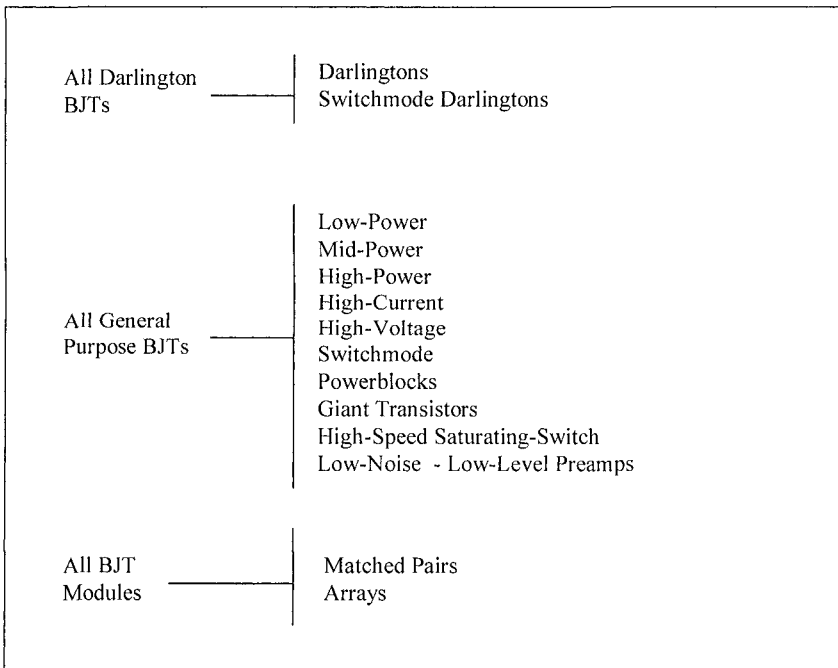 All Darlington
BJTs
Darlingtons
Switchmode Darlingtons
All General
Purpose BJTs
Low-Power
Mid-Power
High-Power
High-Current
High-Voltage
Switchmode
Powerblocks
Giant Transistors
High-Speed Saturating-Switch
Low-Noise - Low-Level Preamps
All BJT
Modules
Matched Pairs
Arrays